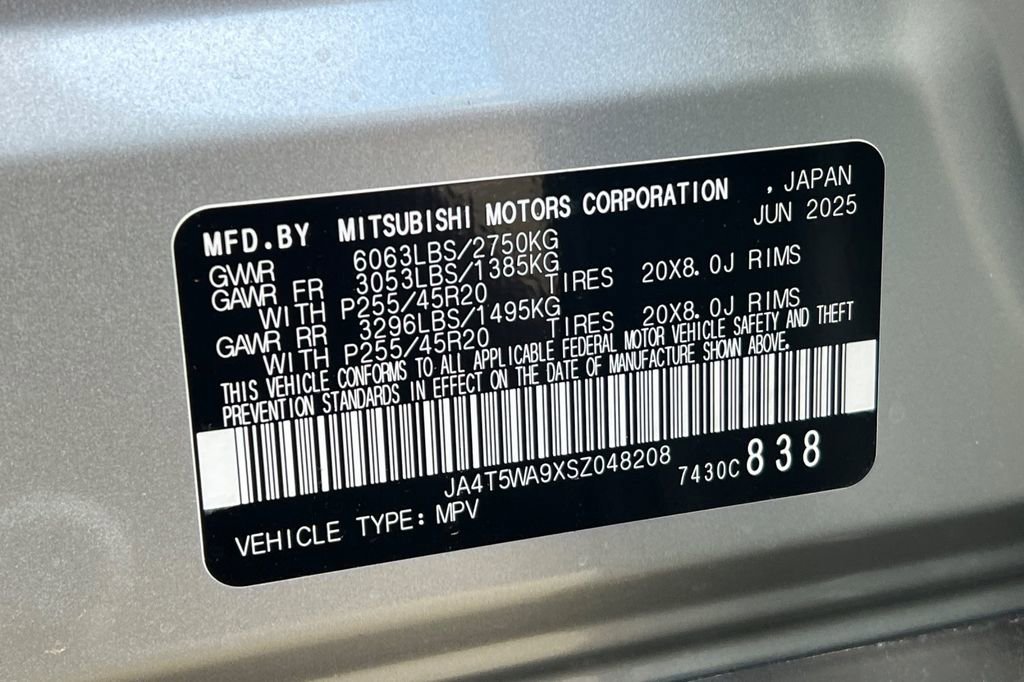 MFD.BY MITSUBISHI MOTORS CORPORATION , JAPAN
JUN 2025
GVWR 6063LBS/2750KG
GAWR FR 3053LBS/1385KG
WITH P255/45R20 TIRES 20X8.0J RIMS
GAWR RR 3296LBS/1495KG
WITH P255/45R20 TIRES 20X8.0J RIMS
THIS VEHICLE CONFORMS TO ALL APPLICABLE FEDERAL MOTOR VEHICLE SAFETY AND THEFT
PREVENTION STANDARDS IN EFFECT ON THE DATE OF MANUFACTURE SHOWN ABOVE.
JA4T5WA9XSZ048208 7430C 838
VEHICLE TYPE: MPV